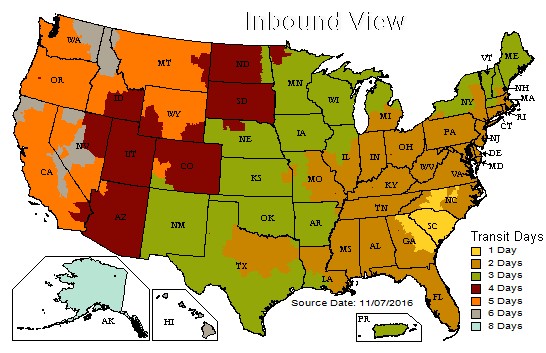 Inbound View
WA
OR
CA
NV
ID
MT
WY
UT
AZ
CO
NM
ND
SD
NE
KS
OK
TX
MN
IA
MO
AR
LA
WI
IL
MI
IN
OH
KY
TN
MS
AL
GA
FL
SC
NC
VA
WV
PA
NY
VT
ME
NH
MA
RI
CT
NJ
DE
MD
AK
HI
PR
Source Date: 11/07/2016
Transit Days
1 Day
2 Days
3 Days
4 Days
5 Days
6 Days
8 Days